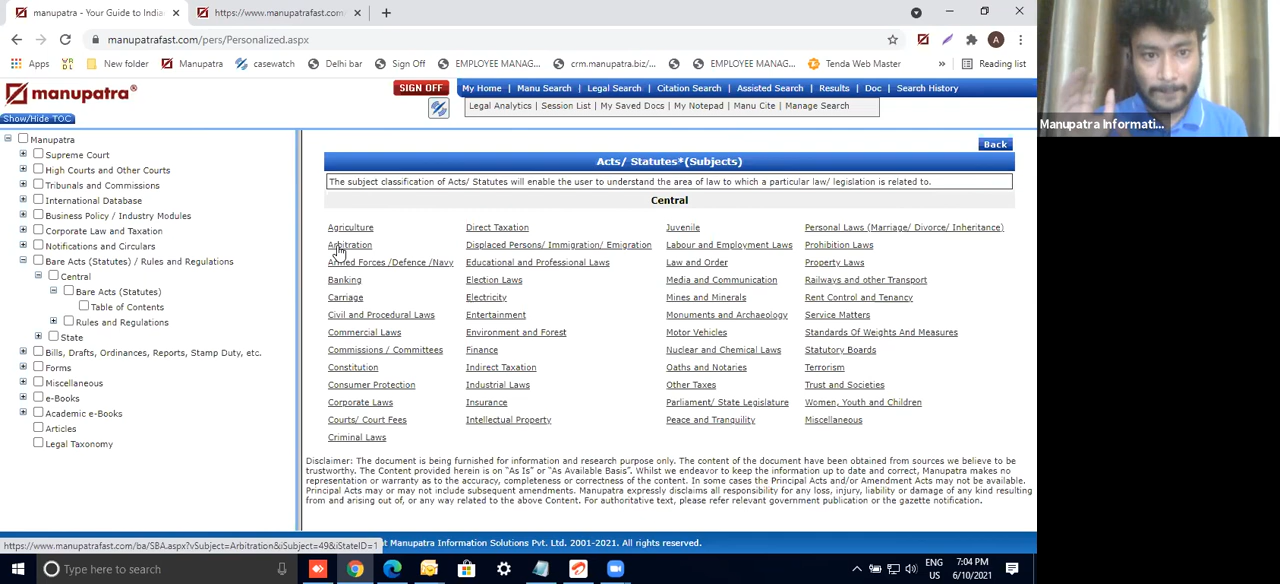 manupatra - Your Guide to India
https://www.manupatrafast.com/
manupatrafast.com/pers/Personalized.aspx
A
Apps
New folder
Manupatra
casewatch
Delhi bar
Sign Off
EMPLOYEE MANAG...
crm.manupatra.biz/...
EMPLOYEE MANAG...
Tenda Web Master
»
Reading list
manupatra
SIGN OFF
My Home | Manu Search | Legal Search | Citation Search | Assisted Search | Results | Doc | Search History
Legal Analytics | Session List | My Saved Docs | My Notepad | Manu Cite | Manage Search
Manupatra Informati...
Show/Hide TOC
Manupatra
Supreme Court
High Courts and Other Courts
Tribunals and Commissions
International Database
Business Policy / Industry Modules
Corporate Law and Taxation
Notifications and Circulars
Bare Acts (Statutes) / Rules and Regulations
Central
Bare Acts (Statutes)
Table of Contents
Rules and Regulations
State
Bills, Drafts, Ordinances, Reports, Stamp Duty, etc.
Forms
Miscellaneous
e-Books
Academic e-Books
Articles
Legal Taxonomy
Back
Acts/ Statutes*(Subjects)
The subject classification of Acts/ Statutes will enable the user to understand the area of law to which a particular law/ legislation is related to.
Central
Agriculture
Arbitration
Armed Forces /Defence /Navy
Banking
Carriage
Civil and Procedural Laws
Commercial Laws
Commissions / Committees
Constitution
Consumer Protection
Corporate Laws
Courts/ Court Fees
Criminal Laws
Direct Taxation
Displaced Persons/ Immigration/ Emigration
Educational and Professional Laws
Election Laws
Electricity
Entertainment
Environment and Forest
Finance
Indirect Taxation
Industrial Laws
Insurance
Intellectual Property
Juvenile
Labour and Employment Laws
Law and Order
Media and Communication
Mines and Minerals
Monuments and Archaeology
Motor Vehicles
Nuclear and Chemical Laws
Oaths and Notaries
Other Taxes
Parliament/ State Legislature
Peace and Tranquility
Personal Laws (Marriage/ Divorce/ Inheritance)
Prohibition Laws
Property Laws
Railways and other Transport
Rent Control and Tenancy
Service Matters
Standards Of Weights And Measures
Statutory Boards
Terrorism
Trust and Societies
Women, Youth and Children
Miscellaneous
Disclaimer: The document is being furnished for information and research purpose only. The content of the document have been obtained from sources we believe to be
trustworthy. The Content provided herein is on "As Is" or "As Available Basis". Whilst we endeavor to keep the information up to date and correct, Manupatra makes no
representation or warranty as to the accuracy, completeness or correctness of the content. In some cases the Principal Acts and/or Amendment Acts may not be available.
Principal Acts may or may not include subsequent amendments. Manupatra expressly disclaims all responsibility for any loss, injury, liability or damage of any kind resulting
from and arising out of, or any way related to the above Content. For authoritative text, please refer relevant government publication or the gazette notification.
https://www.manupatrafast.com/ba/SBA.aspx?vSubject=Arbitration&iSubject=49&iStateID=1
Manupatra Information Solutions Pvt. Ltd. 2001-2021. All rights reserved.
Type here to search
ENG
US
7:04 PM
6/10/2021